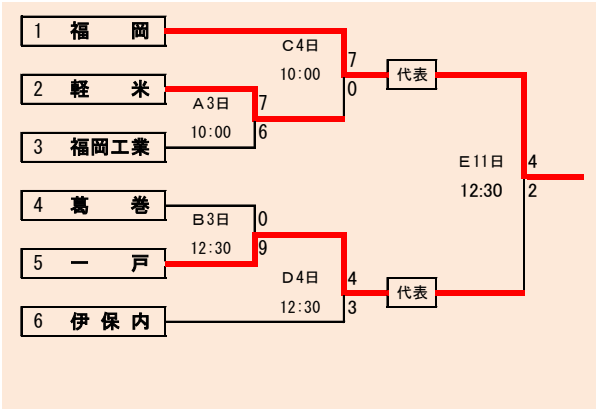 1 福 岡
C4日
7
10:00
代表
0
2 軽 米
A3日
7
10:00
6
3 福岡工業
E11日
4
12:30
2
4 葛 巻
B3日
0
12:30
9
5 一 戸
D4日
4
代表
12:30
3
6 伊 保 内